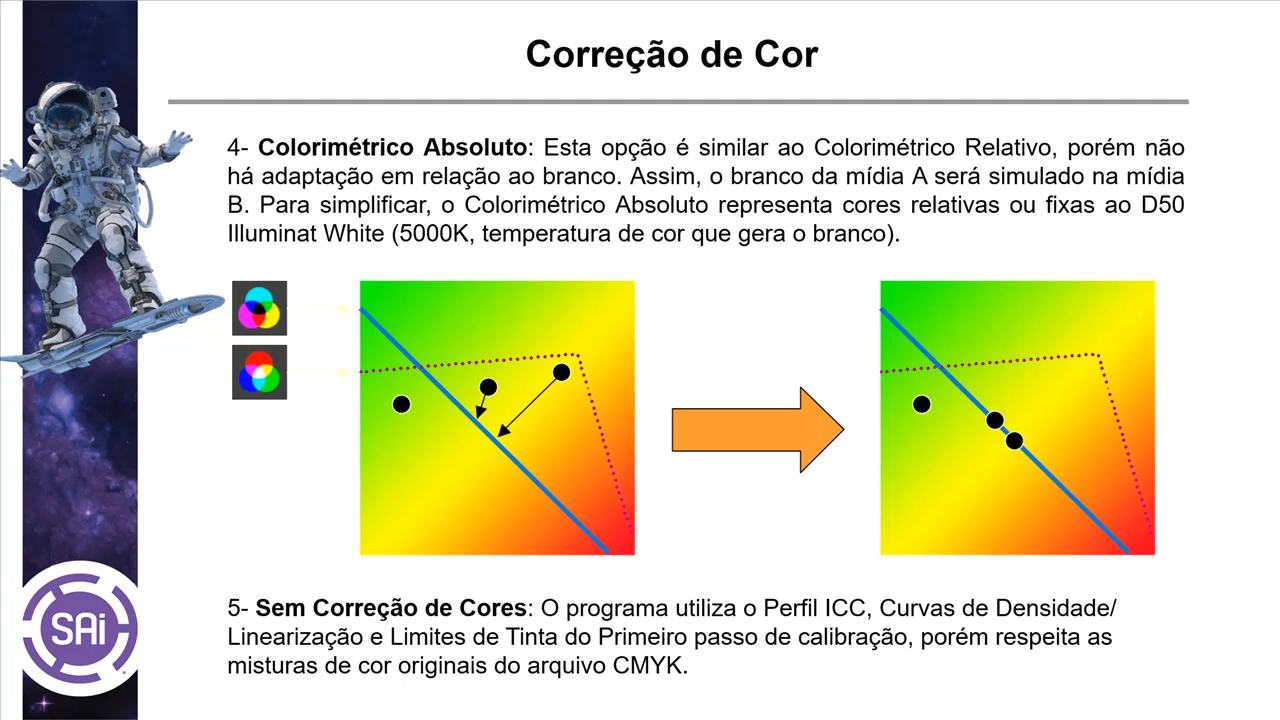 Correção de Cor
4- Colorimétrico Absoluto: Esta opção é similar ao Colorimétrico Relativo, porém não
há adaptação em relação ao branco. Assim, o branco da mídia A será simulado na mídia
B. Para simplificar, o Colorimétrico Absoluto representa cores relativas ou fixas ao D50
Illuminat White (5000K, temperatura de cor que gera o branco).
5- Sem Correção de Cores: O programa utiliza o Perfil ICC, Curvas de Densidade/
Linearização e Limites de Tinta do Primeiro passo de calibração, porém respeita as
misturas de cor originais do arquivo CMYK.
SAi